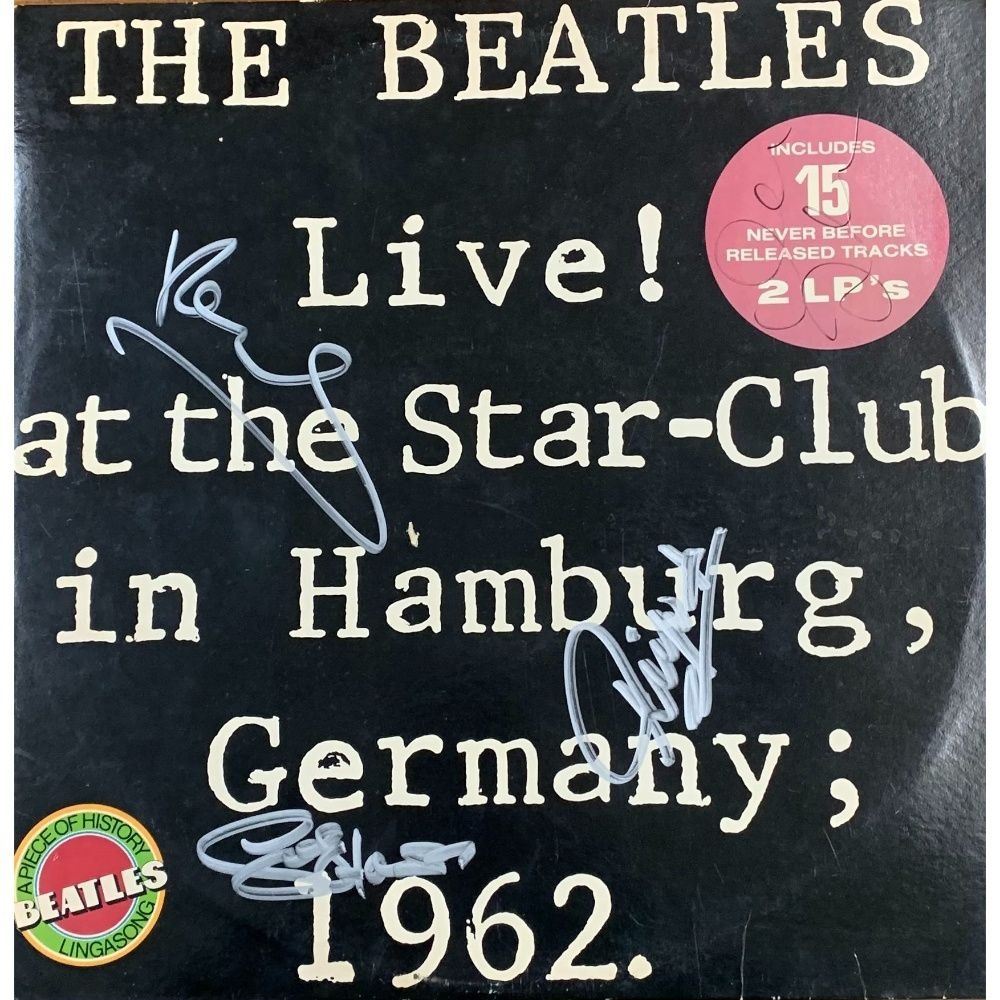 THE BEATLES
INCLUDES
15
NEVER BEFORE
RELEASED TRACKS
2 LP's
Live!
at the Star-Club
in Hamburg,
Germany;
1962.
A PIECE OF HISTORY
BEATLES
LINGASONG